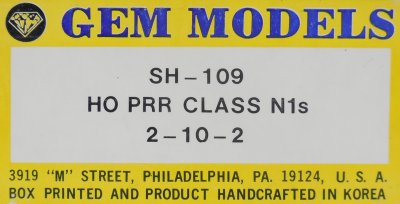 GEM MODELS
SH-109
HO PRR CLASS N1s
2-10-2
3919 "M" STREET, PHILADELPHIA, PA. 19124, U. S. A.
BOX PRINTED AND PRODUCT HANDCRAFTED IN KOREA